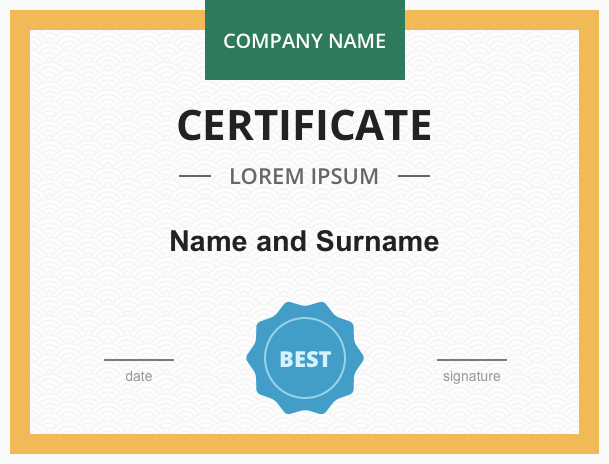 COMPANY NAME
CERTIFICATE
LOREM IPSUM
Name and Surname
BEST
date
signature